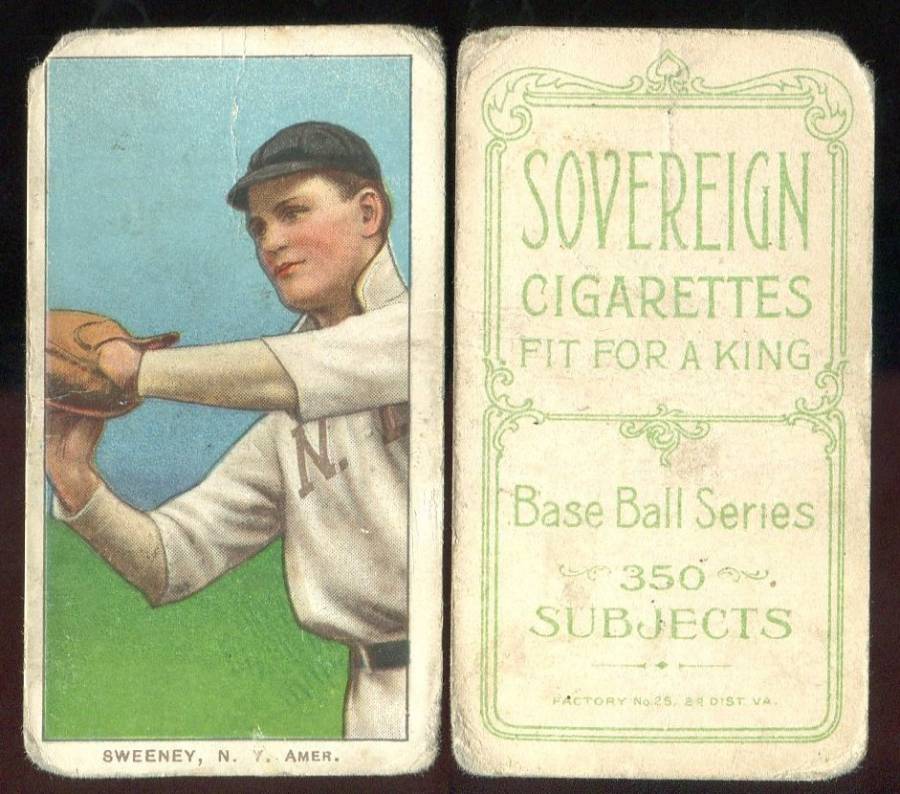 N.
SWEENEY, N. Y. AMER.
SOVEREIGN
CIGARETTES
FIT FOR A KING
Base Ball Series
350
SUBJECTS
FACTORY No. 25, 2D DIST. VA.